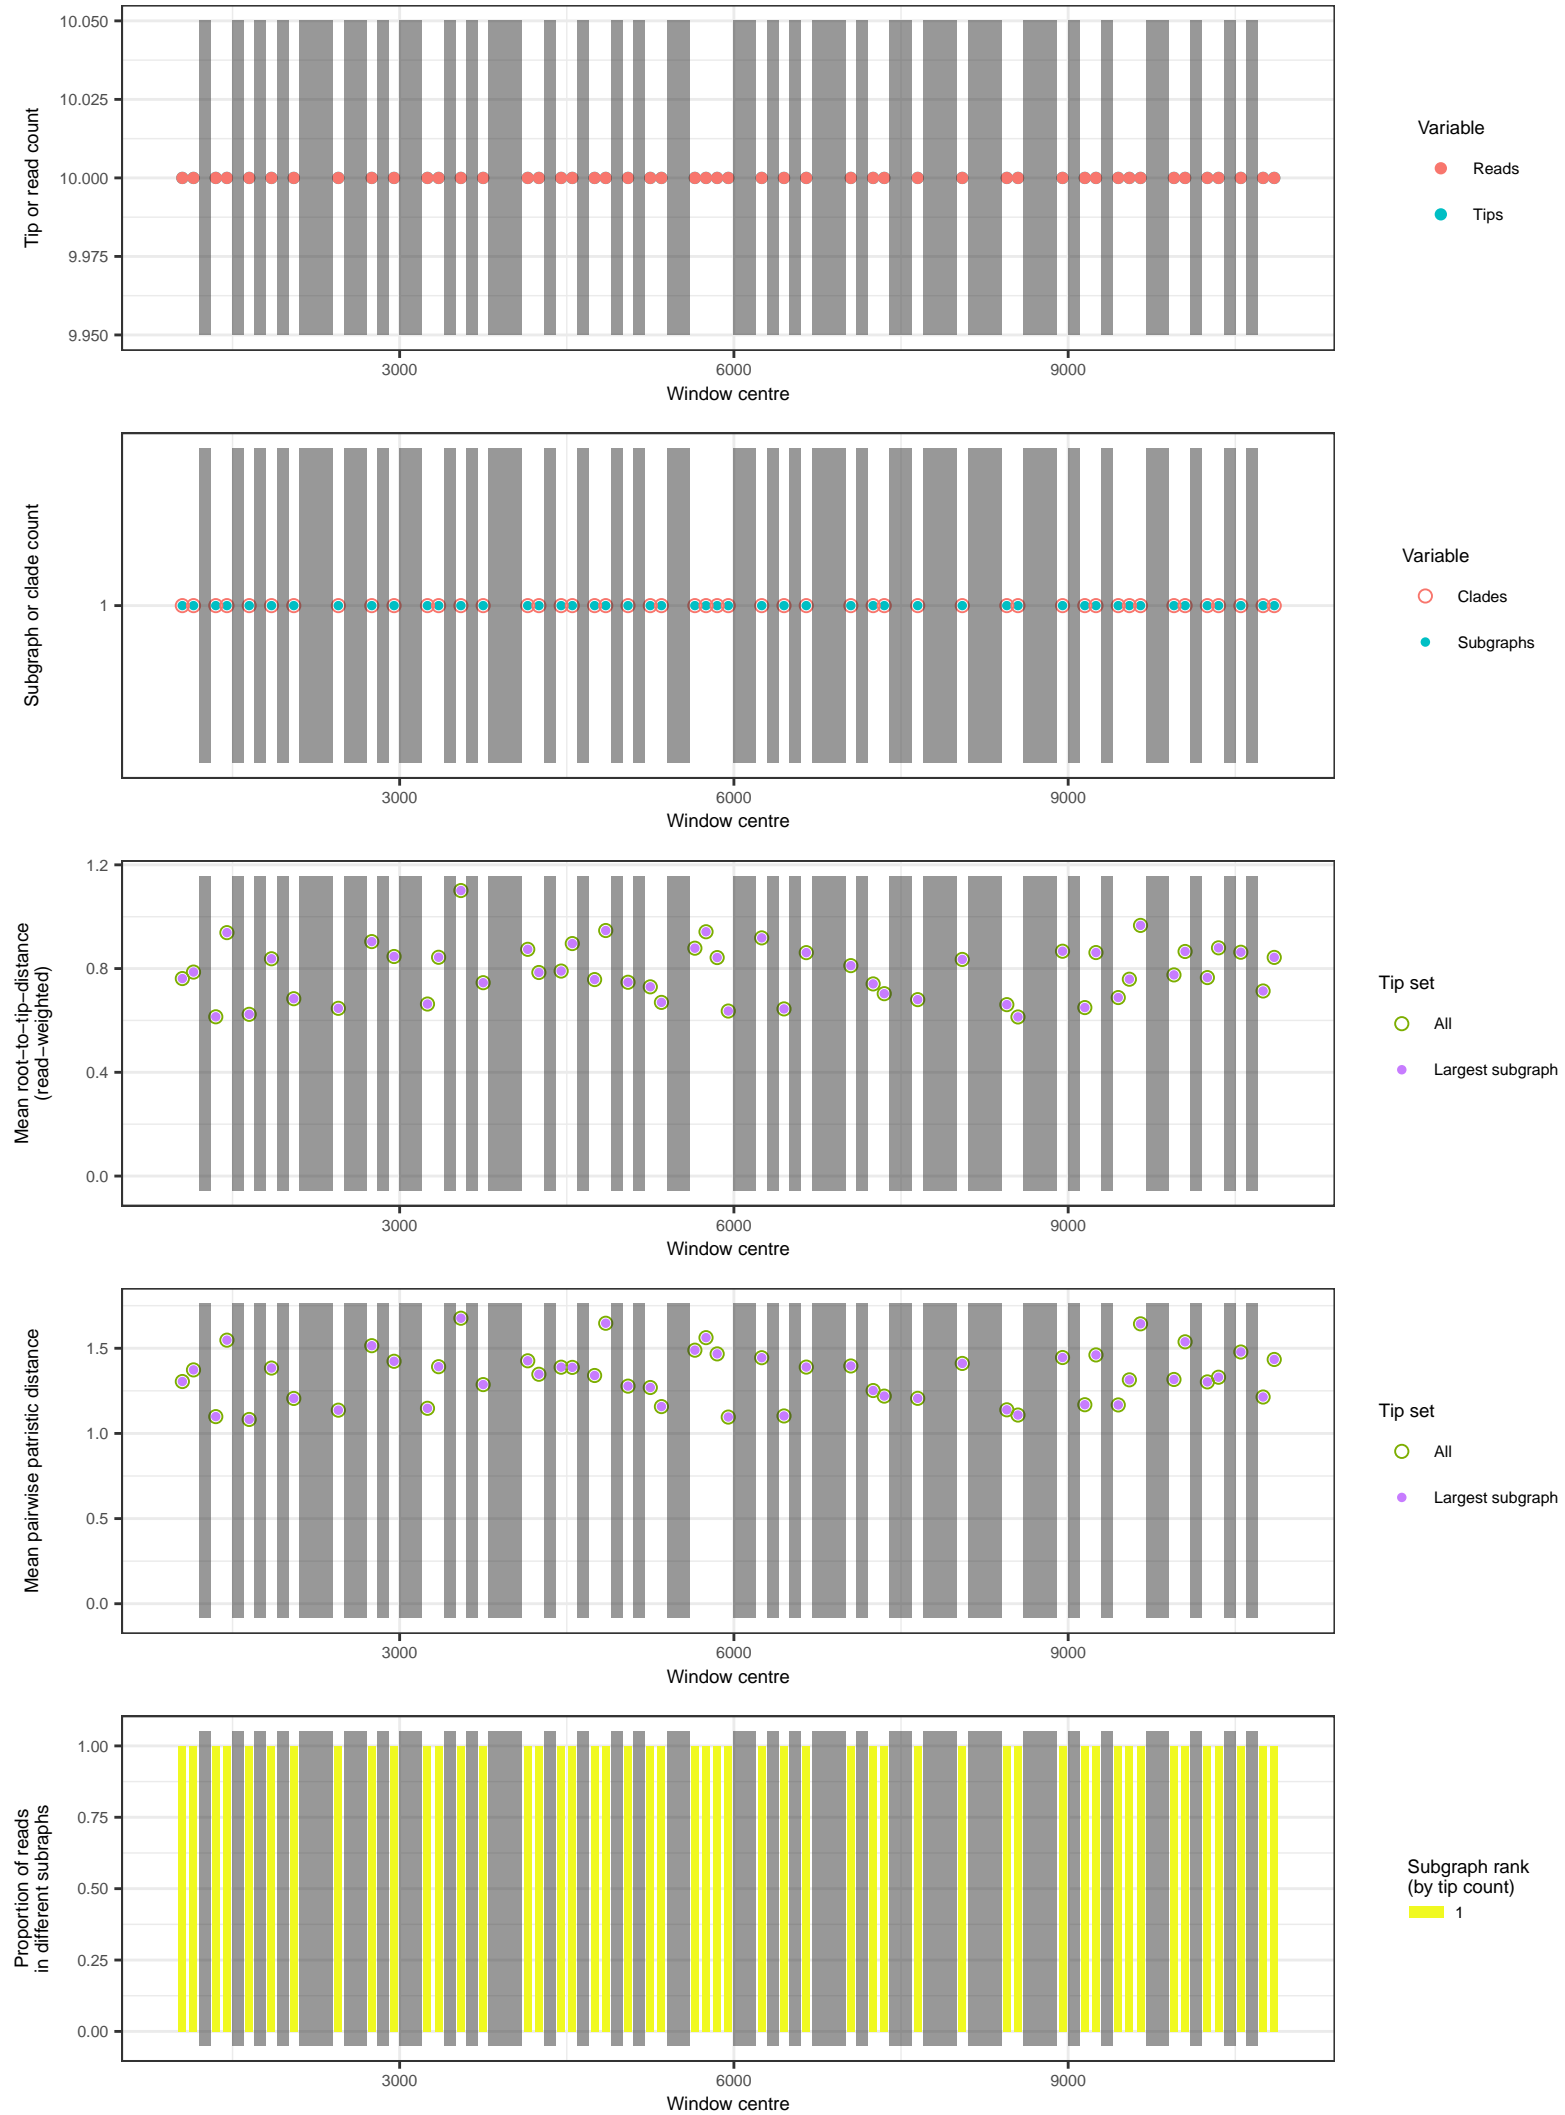 10.050
10.025
10.000
9.975
9.950
Tip or read count
3000
6000
9000
Window centre
Variable
Reads
Tips
1
Subgraph or clade count
3000
6000
9000
Window centre
Variable
Clades
Subgraphs
1.2
0.8
0.4
0.0
Mean root−to−tip−distance
(read−weighted)
3000
6000
9000
Window centre
Tip set
All
Largest subgraph
1.5
1.0
0.5
0.0
Mean pairwise patristic distance
3000
6000
9000
Window centre
Tip set
All
Largest subgraph
1.00
0.75
0.50
0.25
0.00
Proportion of reads
in different subraphs
3000
6000
9000
Window centre
Subgraph rank
(by tip count)
1